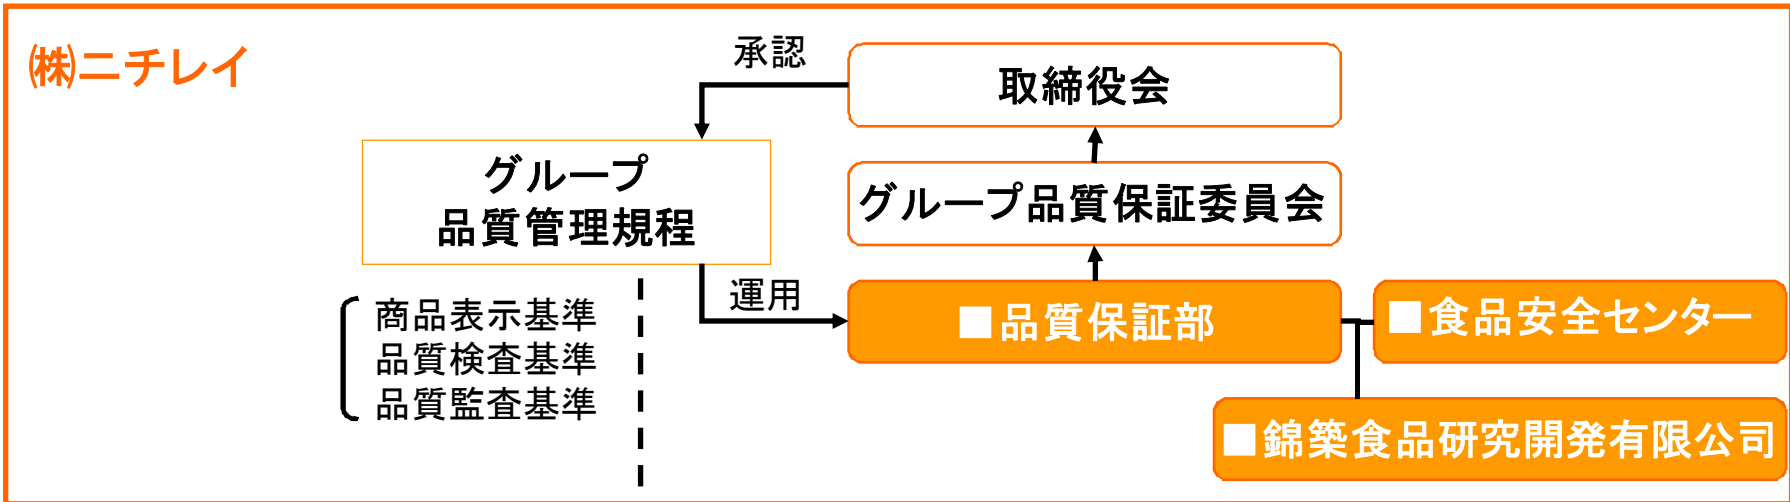 ㈱ニチレイ
承認
取締役会
グループ
品質管理規程
グループ品質保証委員会
運用
■品質保証部
■食品安全センター
商品表示基準
品質検査基準
品質監査基準
■錦築食品研究開発有限公司